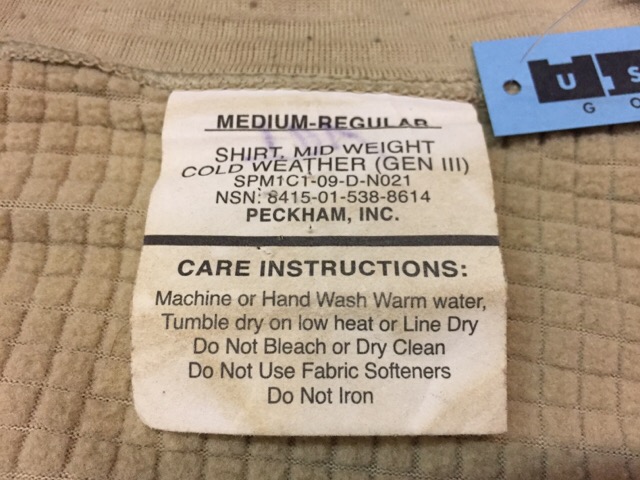 MEDIUM-REGULAR
SHIRT, MID WEIGHT
COLD WEATHER (GEN III)
SPM1C1-09-D-N021
NSN: 8415-01-538-8614
PECKHAM, INC.
CARE INSTRUCTIONS:
Machine or Hand Wash Warm water,
Tumble dry on low heat or Line Dry
Do Not Bleach or Dry Clean
Do Not Use Fabric Softeners
Do Not Iron
U S
G O